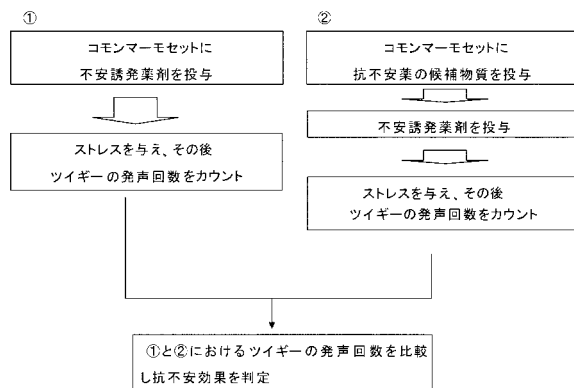 ①
コモンマーモセットに
不安誘発薬剤を投与
ストレスを与え、その後
ツイギーの発声回数をカウント
②
コモンマーモセットに
抗不安薬の候補物質を投与
不安誘発薬剤を投与
ストレスを与え、その後
ツイギーの発声回数をカウント
①と②におけるツイギーの発声回数を比較
し抗不安効果を判定